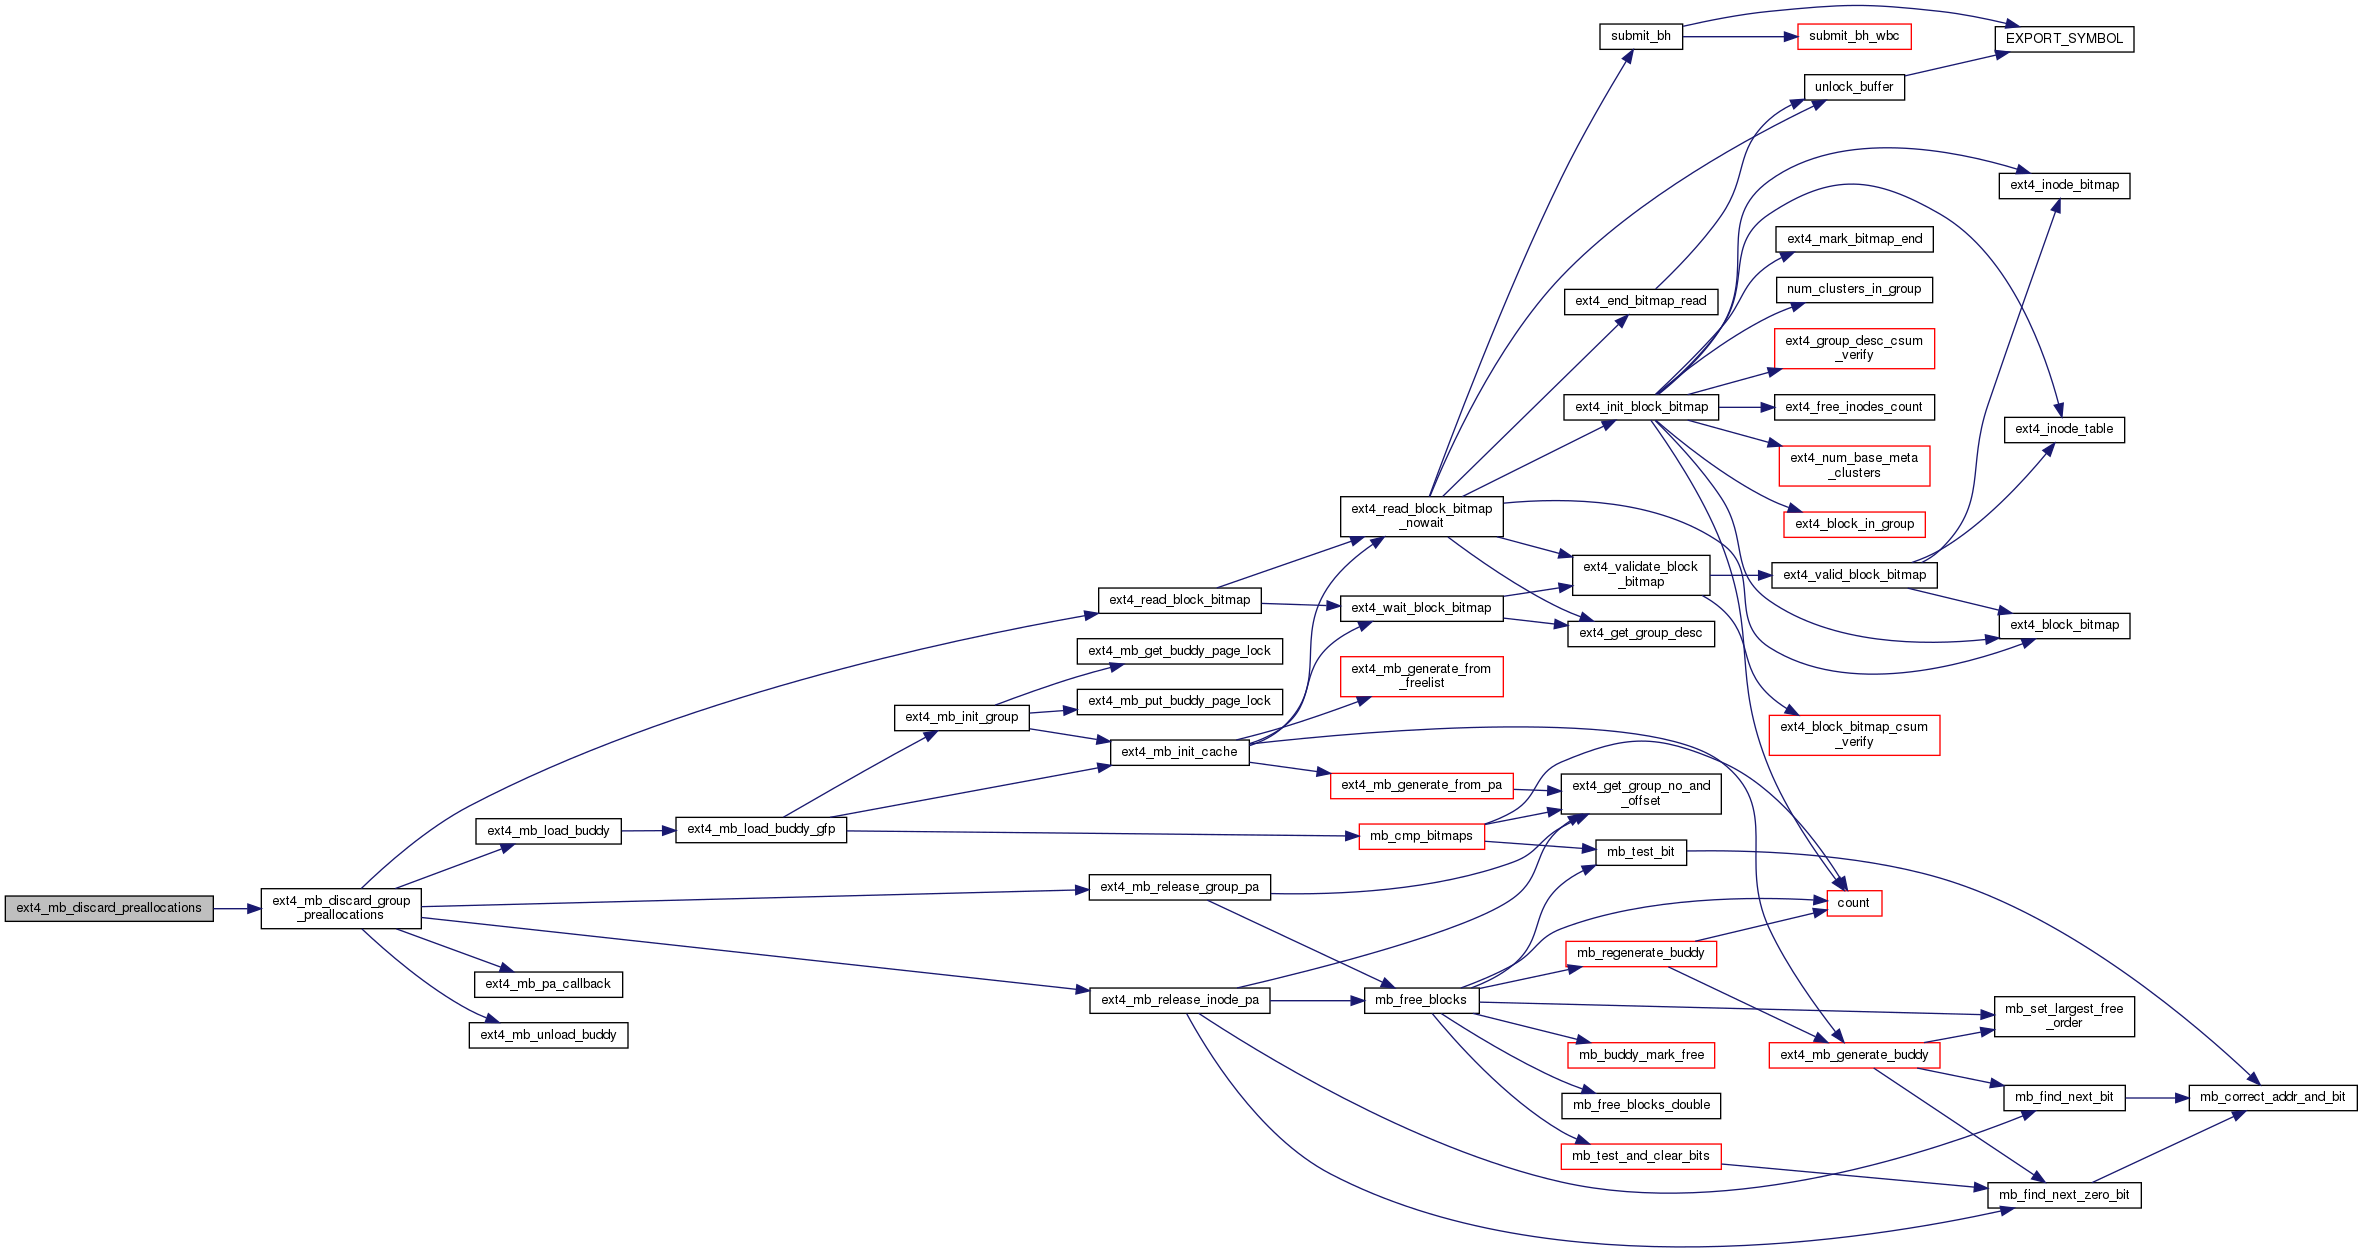 submit_bh
submit_bh_wbc
EXPORT_SYMBOL
unlock_buffer
ext4_inode_bitmap
ext4_mark_bitmap_end
ext4_end_bitmap_read
num_clusters_in_group
ext4_group_desc_csum
_verify
ext4_init_block_bitmap
ext4_free_inodes_count
ext4_inode_table
ext4_num_base_meta
_clusters
ext4_read_block_bitmap
_nowait
ext4_block_in_group
ext4_validate_block
_bitmap
ext4_valid_block_bitmap
ext4_read_block_bitmap
ext4_wait_block_bitmap
ext4_get_group_desc
ext4_block_bitmap
ext4_mb_get_buddy_page_lock
ext4_mb_generate_from
_freelist
ext4_mb_put_buddy_page_lock
ext4_mb_init_group
ext4_block_bitmap_csum
_verify
ext4_mb_init_cache
ext4_mb_generate_from_pa
ext4_get_group_no_and
_offset
ext4_mb_load_buddy
ext4_mb_load_buddy_gfp
mb_cmp_bitmaps
mb_test_bit
ext4_mb_release_group_pa
count
ext4_mb_discard_preallocations
ext4_mb_discard_group
_preallocations
mb_regenerate_buddy
ext4_mb_pa_callback
ext4_mb_release_inode_pa
mb_free_blocks
mb_set_largest_free
_order
ext4_mb_unload_buddy
mb_buddy_mark_free
ext4_mb_generate_buddy
mb_free_blocks_double
mb_find_next_bit
mb_correct_addr_and_bit
mb_test_and_clear_bits
mb_find_next_zero_bit